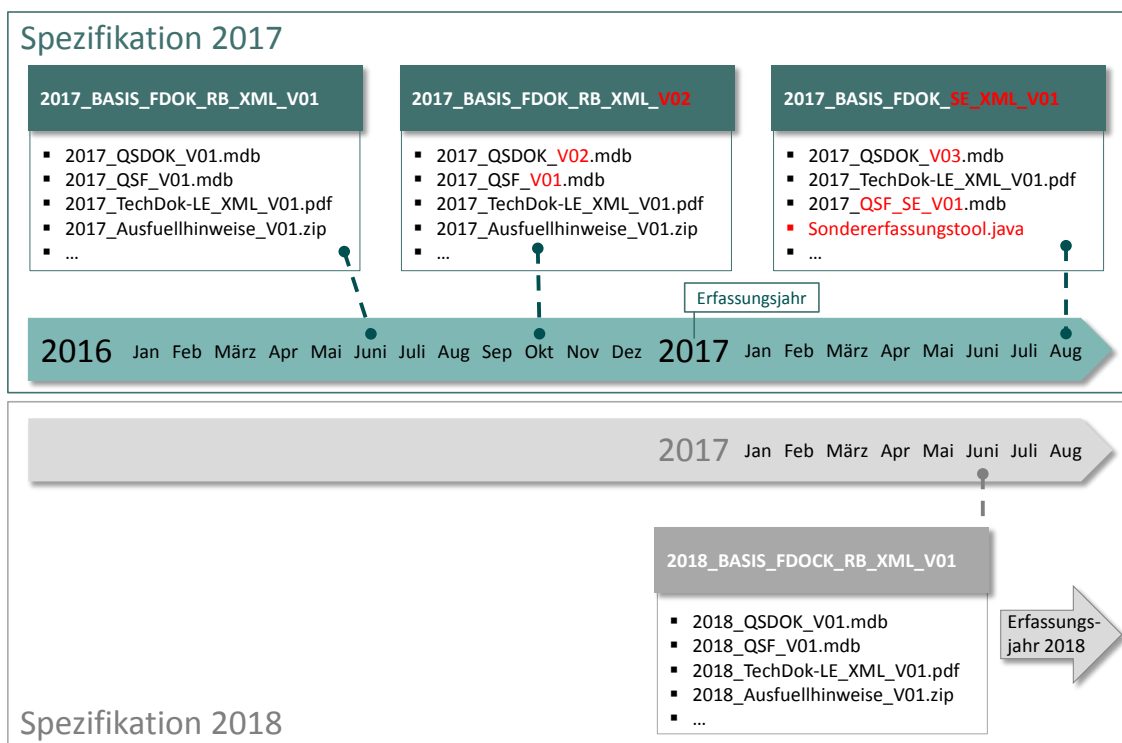 Spezifikation 2017
2017_BASIS_FDOK_RB_XML_V01
▪ 2017_QSDOK_V01.mdb
▪ 2017_QSF_V01.mdb
▪ 2017_TechDok-LE_XML_V01.pdf
▪ 2017_Ausfuellhinweise_V01.zip
▪ ...
2017_BASIS_FDOK_RB_XML_V02
▪ 2017_QSDOK_V02.mdb
▪ 2017_QSF_V01.mdb
▪ 2017_TechDok-LE_XML_V01.pdf
▪ 2017_Ausfuellhinweise_V01.zip
▪ ...
2017_BASIS_FDOK_SE_XML_V01
▪ 2017_QSDOK_V03.mdb
▪ 2017_TechDok-LE_XML_V01.pdf
▪ 2017_QSF_SE_V01.mdb
▪ Sondererfassungstool.java
▪ ...
Erfassungsjahr
2016 Jan Feb März Apr Mai Juni Juli Aug Sep Okt Nov Dez 2017 Jan Feb März Apr Mai Juni Juli Aug
2017 Jan Feb März Apr Mai Juni Juli Aug
2018_BASIS_FDOCK_RB_XML_V01
▪ 2018_QSDOK_V01.mdb
▪ 2018_QSF_V01.mdb
▪ 2018_TechDok-LE_XML_V01.pdf
▪ 2018_Ausfuellhinweise_V01.zip
▪ ...
Erfassungs-
jahr 2018
Spezifikation 2018